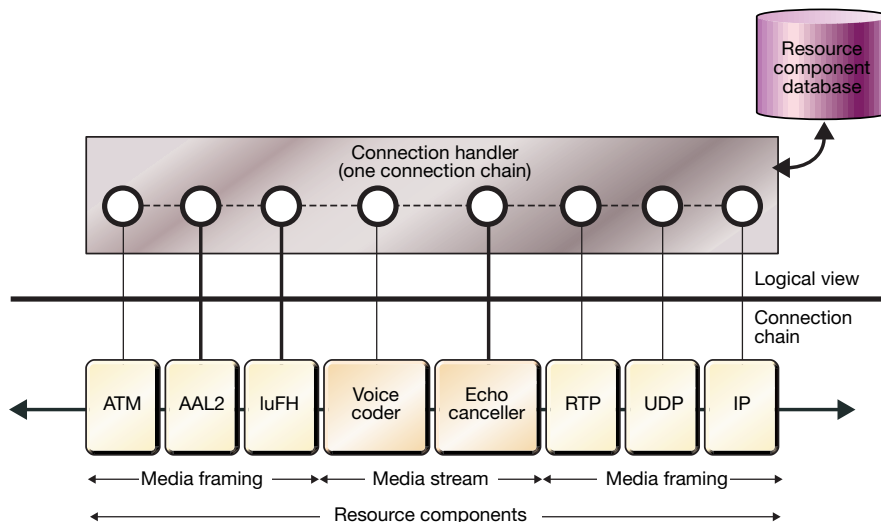 Resource
component
database
Connection handler
(one connection chain)
Logical view
Connection
chain
ATM
AAL2
IuFH
Voice
coder
Echo
canceller
RTP
UDP
IP
Media framing
Media stream
Media framing
Resource components